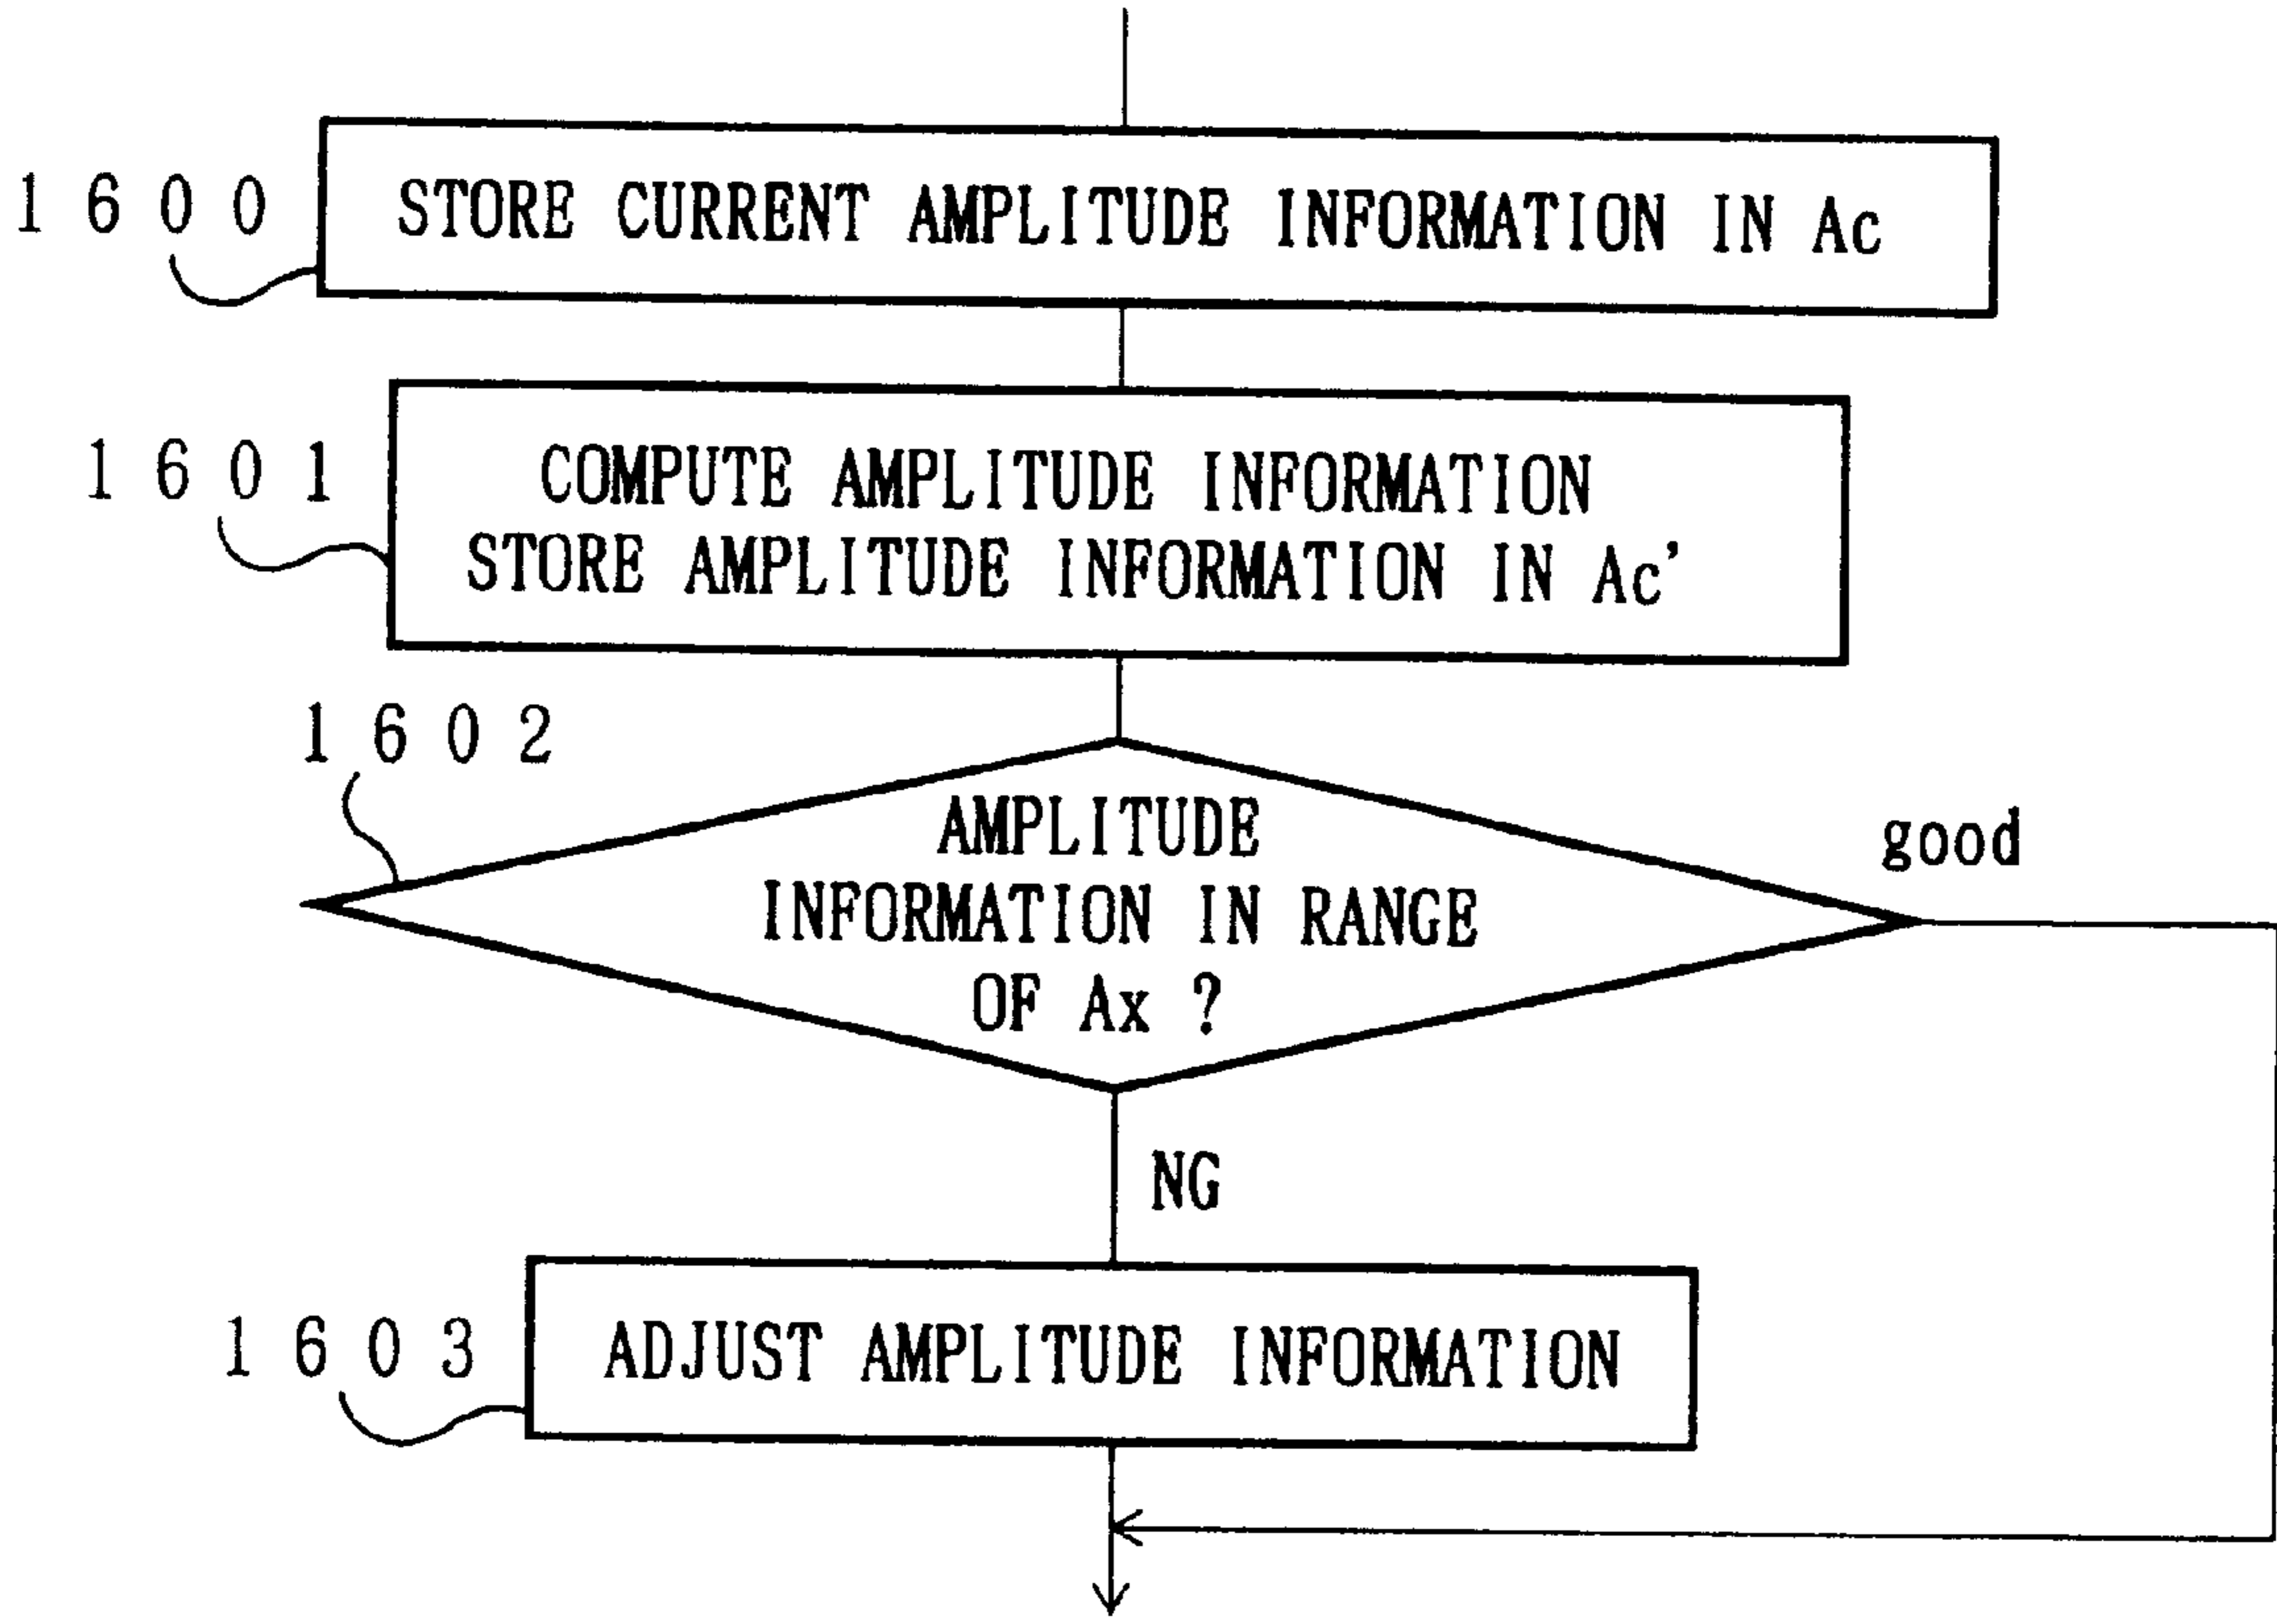 1600
STORE CURRENT AMPLITUDE INFORMATION IN Ac
1601
COMPUTE AMPLITUDE INFORMATION
STORE AMPLITUDE INFORMATION IN Ac'
1602
AMPLITUDE
INFORMATION IN RANGE
OF Ax ?
good
NG
1603
ADJUST AMPLITUDE INFORMATION